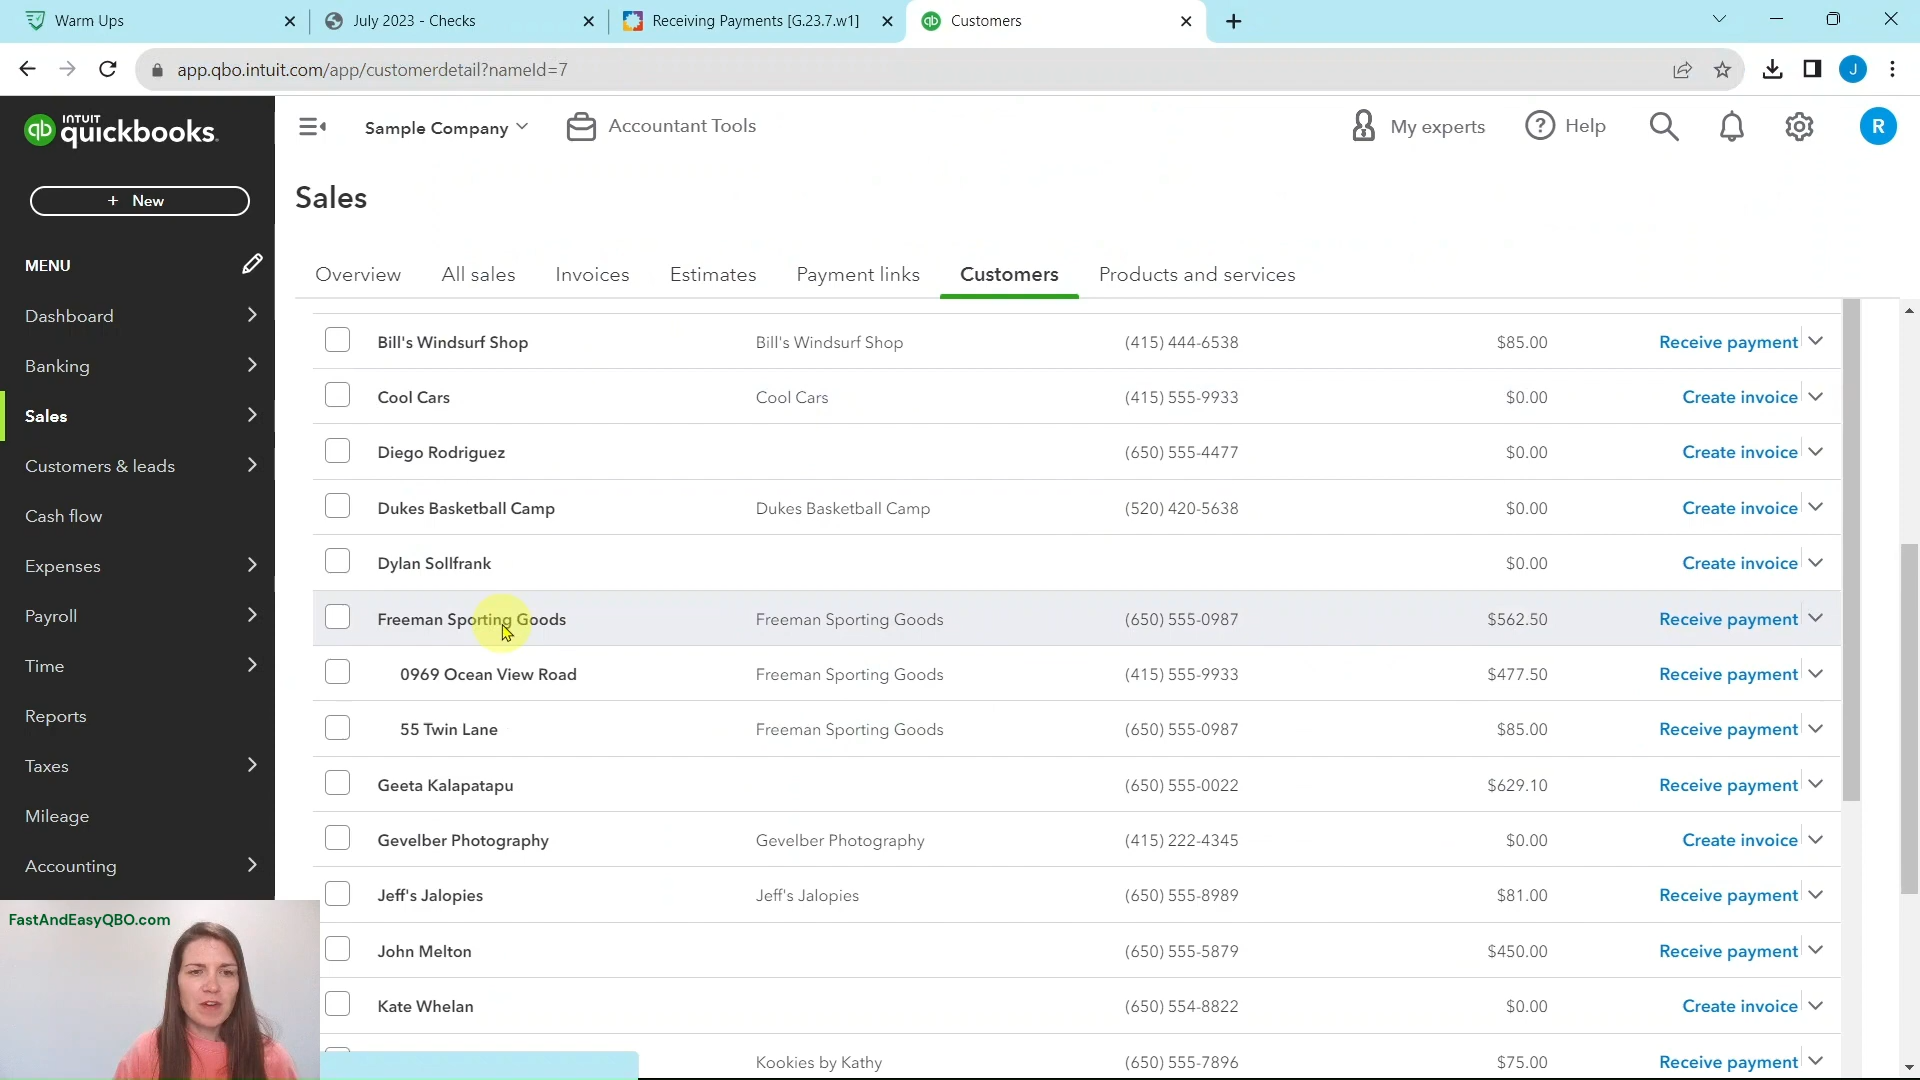 Warm Ups
July 2023 - Checks
Receiving Payments [G.23.7.w1]
Customers
app.qbo.intuit.com/app/customerdetail?nameId=7
J
qb INTUIT quickbooks.
Sample Company
Accountant Tools
My experts
Help
R
+ New
Sales
MENU
Overview All sales Invoices Estimates Payment links Customers Products and services
Dashboard
Banking
Sales
Customers & leads
Cash flow
Expenses
Payroll
Time
Reports
Taxes
Mileage
Accounting
Bill's Windsurf Shop Bill's Windsurf Shop (415) 444-6538 $85.00 Receive payment
Cool Cars Cool Cars (415) 555-9933 $0.00 Create invoice
Diego Rodriguez (650) 555-4477 $0.00 Create invoice
Dukes Basketball Camp Dukes Basketball Camp (520) 420-5638 $0.00 Create invoice
Dylan Sollfrank $0.00 Create invoice
Freeman Sporting Goods Freeman Sporting Goods (650) 555-0987 $562.50 Receive payment
0969 Ocean View Road Freeman Sporting Goods (415) 555-9933 $477.50 Receive payment
55 Twin Lane Freeman Sporting Goods (650) 555-0987 $85.00 Receive payment
Geeta Kalapatapu (650) 555-0022 $629.10 Receive payment
Gevelber Photography Gevelber Photography (415) 222-4345 $0.00 Create invoice
Jeff's Jalopies Jeff's Jalopies (650) 555-8989 $81.00 Receive payment
John Melton (650) 555-5879 $450.00 Receive payment
Kate Whelan (650) 554-8822 $0.00 Create invoice
Kookies by Kathy (650) 555-7896 $75.00 Receive payment
FastAndEasyQBO.com